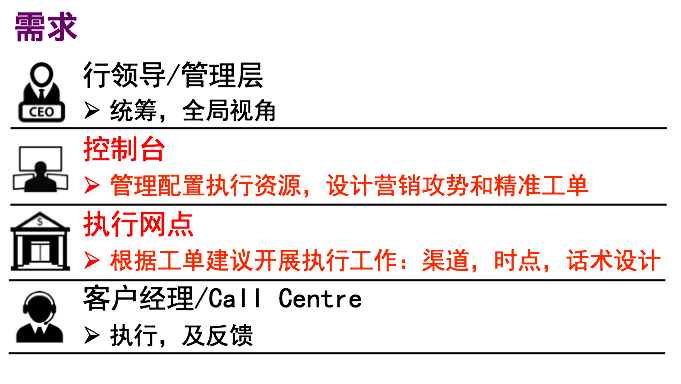 需求
行领导/管理层
CEO
➢ 统筹，全局视角
控制台
➢ 管理配置执行资源，设计营销攻势和精准工单
$
执行网点
➢ 根据工单建议开展执行工作：渠道，时点，话术设计
客户经理/Call Centre
➢ 执行，及反馈